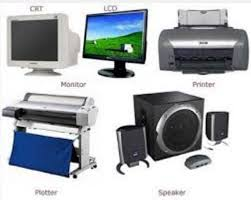 CRT LCD
Monitor Printer
Plotter Speaker